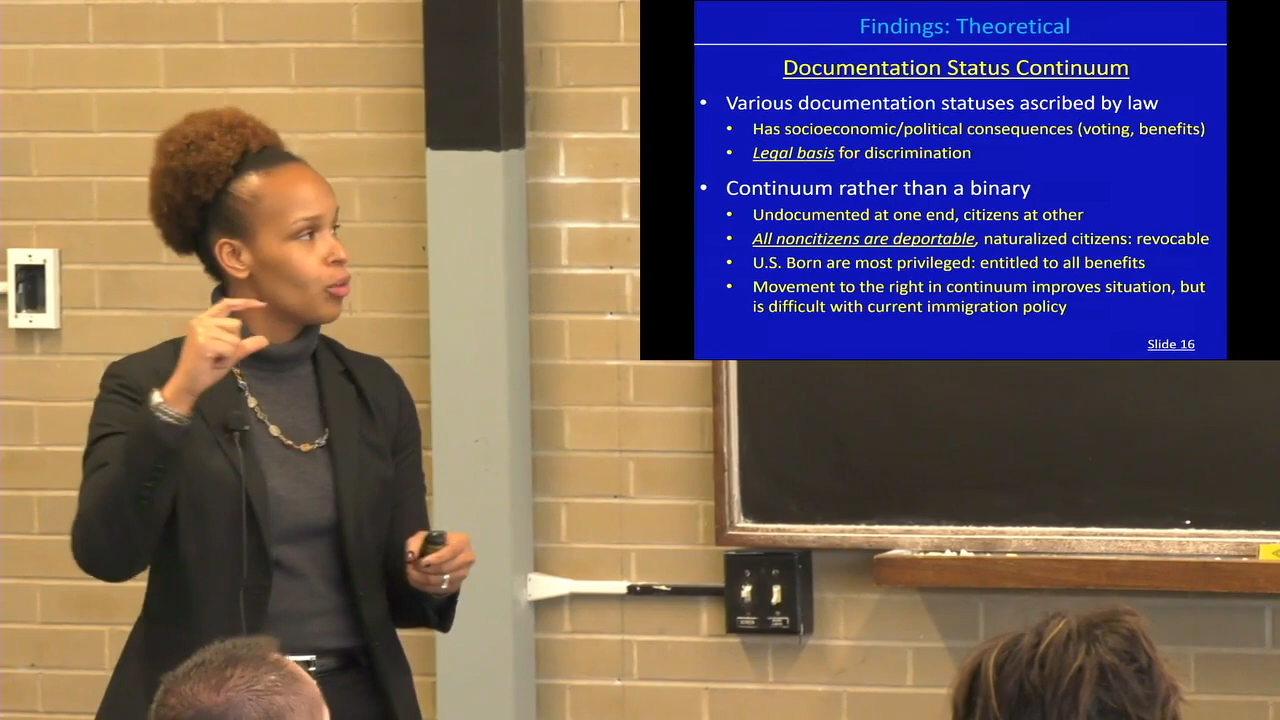 Findings: Theoretical
Documentation Status Continuum
• Various documentation statuses ascribed by law
• Has socioeconomic/political consequences (voting, benefits)
• Legal basis for discrimination
• Continuum rather than a binary
• Undocumented at one end, citizens at other
• All noncitizens are deportable, naturalized citizens: revocable
• U.S. Born are most privileged: entitled to all benefits
• Movement to the right in continuum improves situation, but
is difficult with current immigration policy
Slide 16